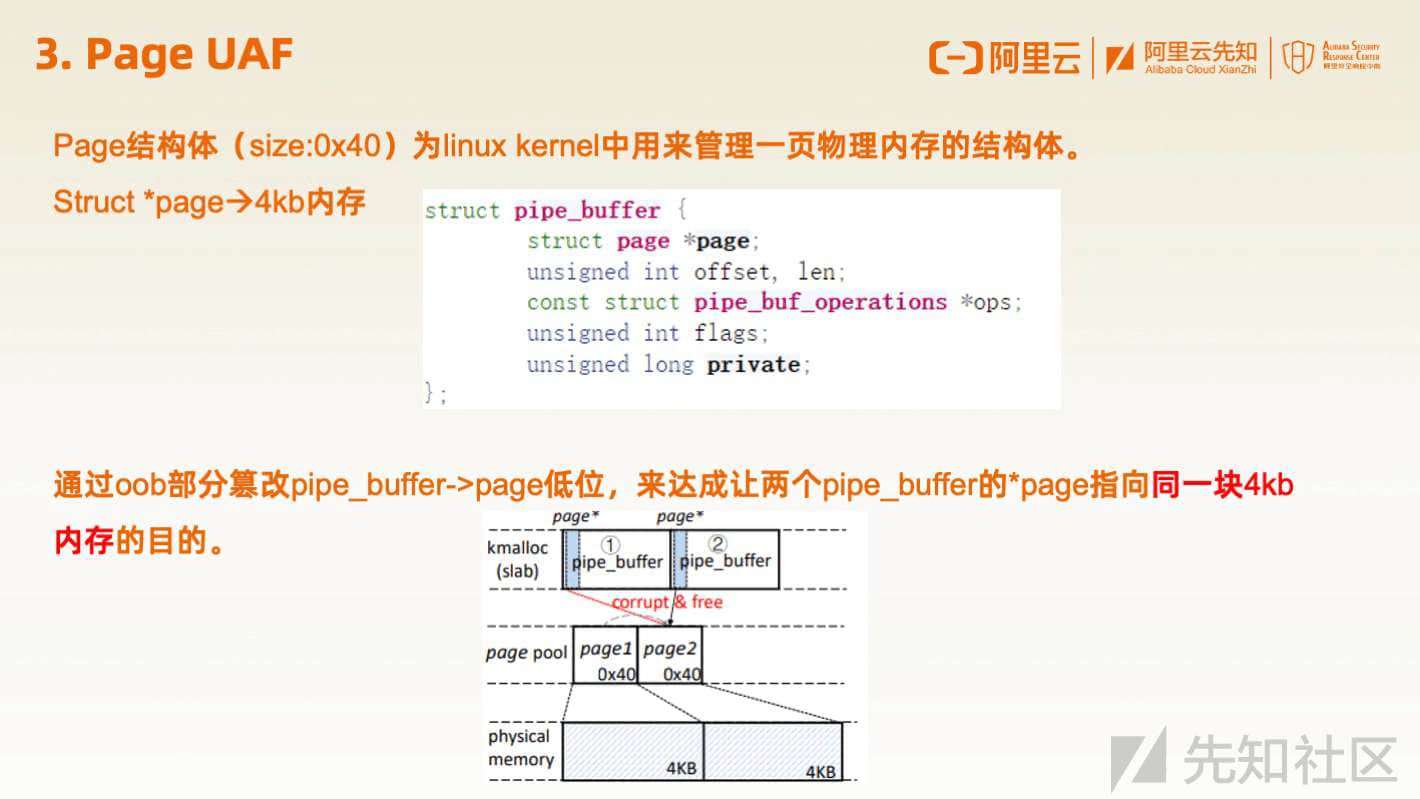 3. Page UAF
阿里云
阿里云先知
Alibaba Cloud XianZhi
ALIBABA SECURITY
RESPONSE CENTER
Page结构体（size:0x40）为linux kernel中用来管理一页物理内存的结构体。
Struct *page→4kb内存
struct pipe_buffer {
struct page *page;
unsigned int offset, len;
const struct pipe_buf_operations *ops;
unsigned int flags;
unsigned long private;
};
通过oob部分篡改pipe_buffer->page低位，来达成让两个pipe_buffer的*page指向同一块4kb
内存的目的。
page* page*
kmalloc ① ②
(slab) pipe_buffer pipe_buffer
corrupt & free
page pool page1 page2
0x40 0x40
physical
memory
4KB 4KB
先知社区